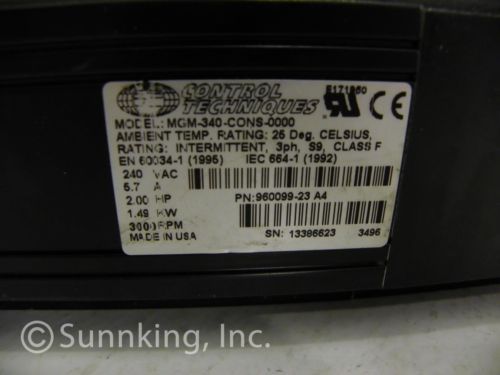 CONTROL
TECHNIQUES
E171860
MODEL: MGM-340-CONS-0000
AMBIENT TEMP. RATING: 25 Deg. CELSIUS,
RATING: INTERMITTENT, 3ph, S9, CLASS F
EN 60034-1 (1995) IEC 664-1 (1992)
240 VAC
5.7 A
2.00 HP
PN:960099-23 A4
1.49 KW
3000 RPM
MADE IN USA
SN: 13386623 3496
© Sunnking, Inc.